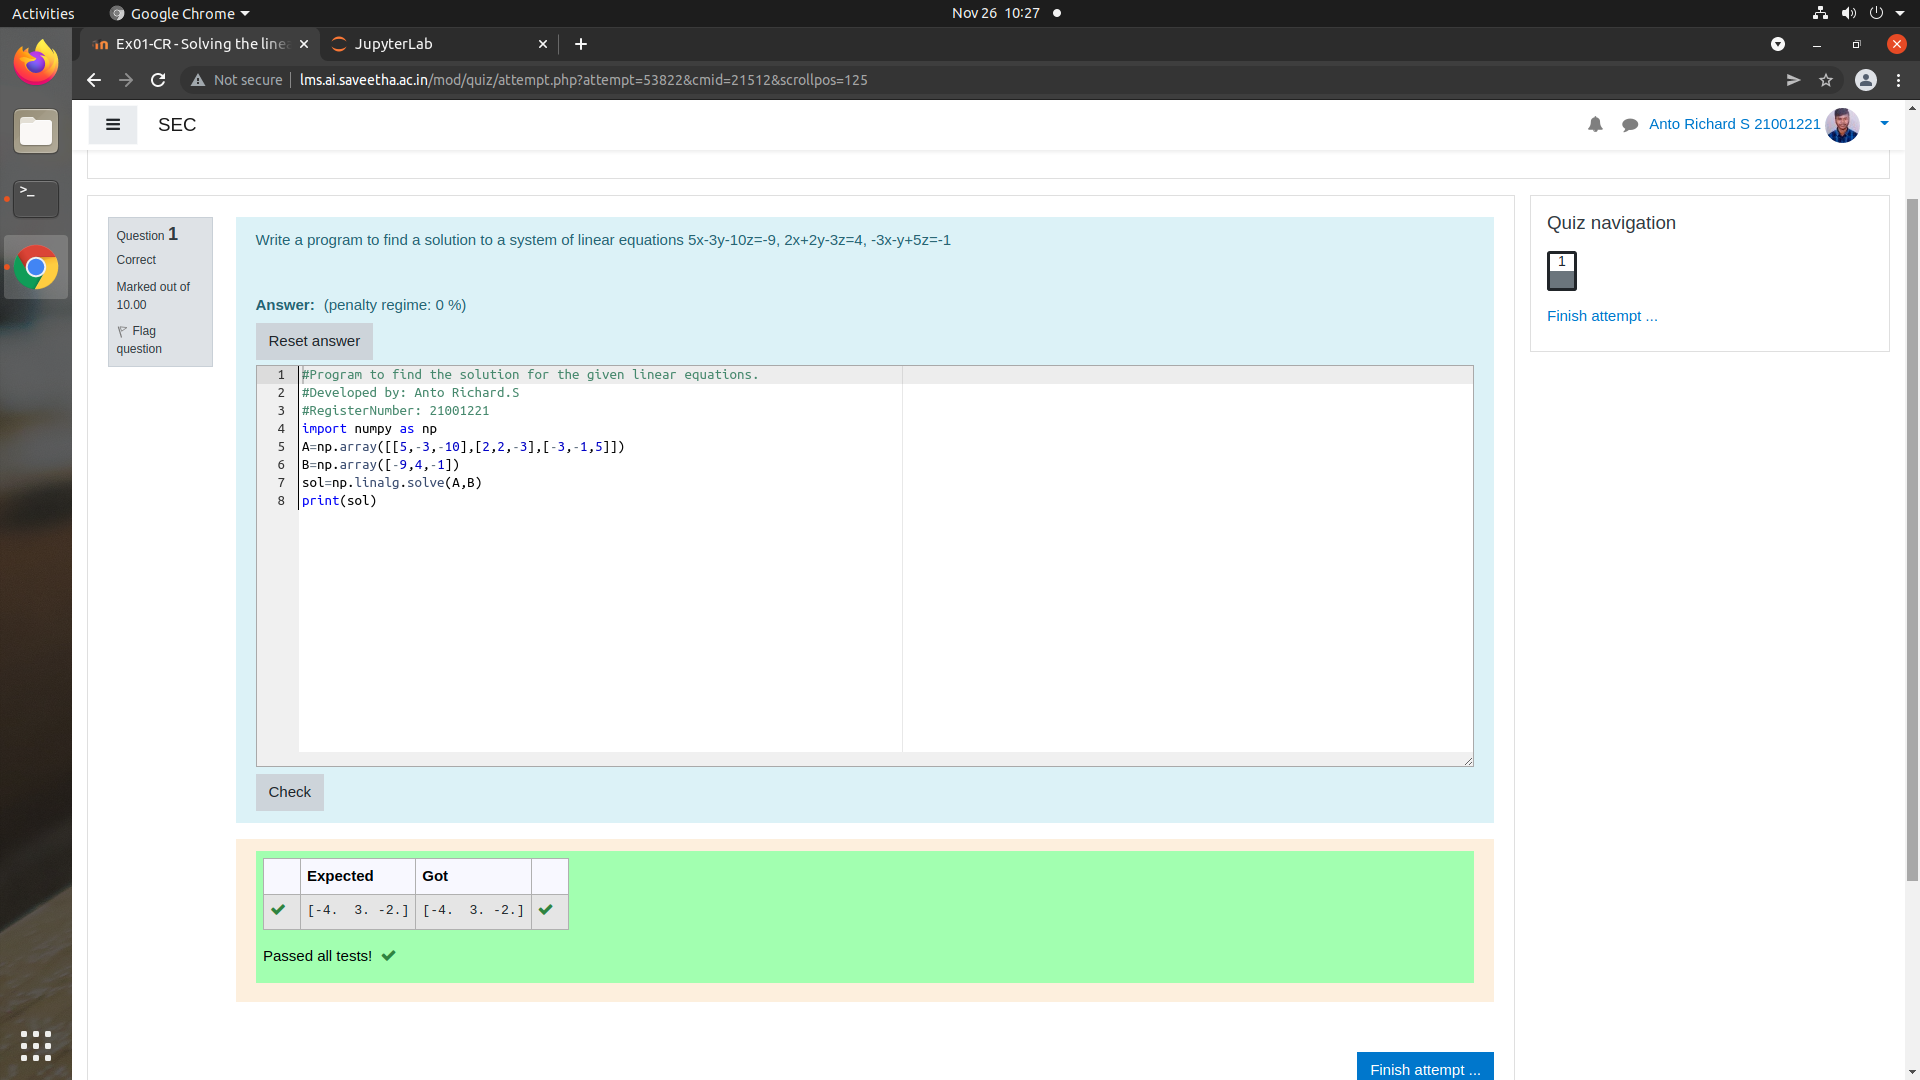 Activities
Google Chrome
Nov 26 10:27
Ex01-CR - Solving the linea
JupyterLab
Not secure
lms.ai.saveetha.ac.in/mod/quiz/attempt.php?attempt=53822&cmid=21512&scrollpos=125
SEC
Anto Richard S 21001221
Question 1
Correct
Marked out of
10.00
Flag
question
Write a program to find a solution to a system of linear equations 5x-3y-10z=-9, 2x+2y-3z=4, -3x-y+5z=-1
Answer: (penalty regime: 0 %)
Reset answer
1 #Program to find the solution for the given linear equations.
2 #Developed by: Anto Richard.S
3 #RegisterNumber: 21001221
4 import numpy as np
5 A=np.array([[5,-3,-10],[2,2,-3],[-3,-1,5]])
6 B=np.array([-9,4,-1])
7 sol=np.linalg.solve(A,B)
8 print(sol)
Check
Expected Got
[-4.  3. -2.] [-4.  3. -2.]
Passed all tests!
Finish attempt ...
Quiz navigation
1
Finish attempt ...